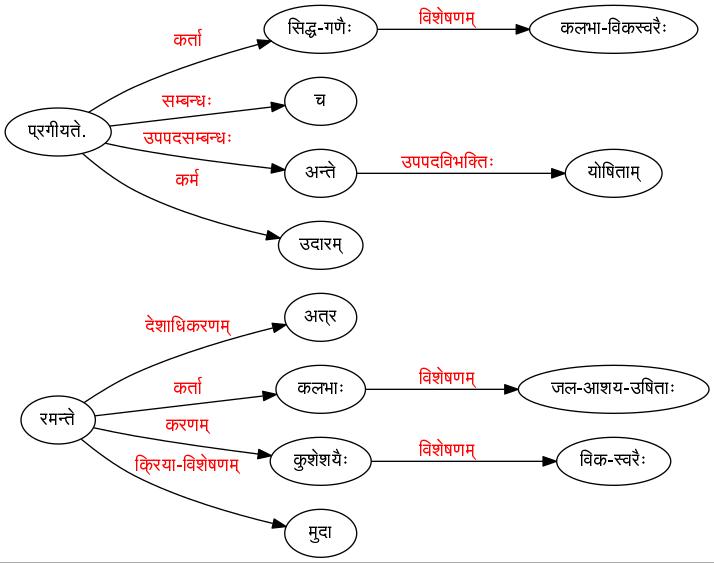 कर्ता
सिद्ध-गणैः
विशेषणम्
कलभा-विकस्वरैः
प्रगीयते.
सम्बन्धः
च
उपपदसम्बन्धः
अन्ते
उपपदविभक्तिः
योषिताम्
कर्म
उदारम्
देशाधिकरणम्
अत्र
रमन्ते
कर्ता
कलभाः
विशेषणम्
जल-आशय-उषिताः
करणम्
कुशेशयैः
विशेषणम्
विक-स्वरैः
क्रिया-विशेषणम्
मुदा